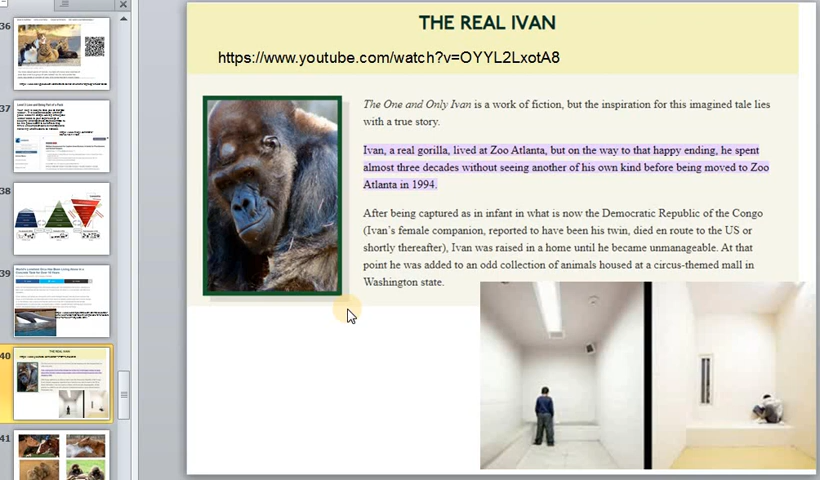 36
37
38
39
40
41
THE REAL IVAN
https://www.youtube.com/watch?v=OYYL2LxotA8
The One and Only Ivan is a work of fiction, but the inspiration for this imagined tale lies
with a true story.
Ivan, a real gorilla, lived at Zoo Atlanta, but on the way to that happy ending, he spent
almost three decades without seeing another of his own kind before being moved to Zoo
Atlanta in 1994.
After being captured as in infant in what is now the Democratic Republic of the Congo
(Ivan’s female companion, reported to have been his twin, died en route to the US or
shortly thereafter), Ivan was raised in a home until he became unmanageable. At that
point he was added to an odd collection of animals housed at a circus-themed mall in
Washington state.